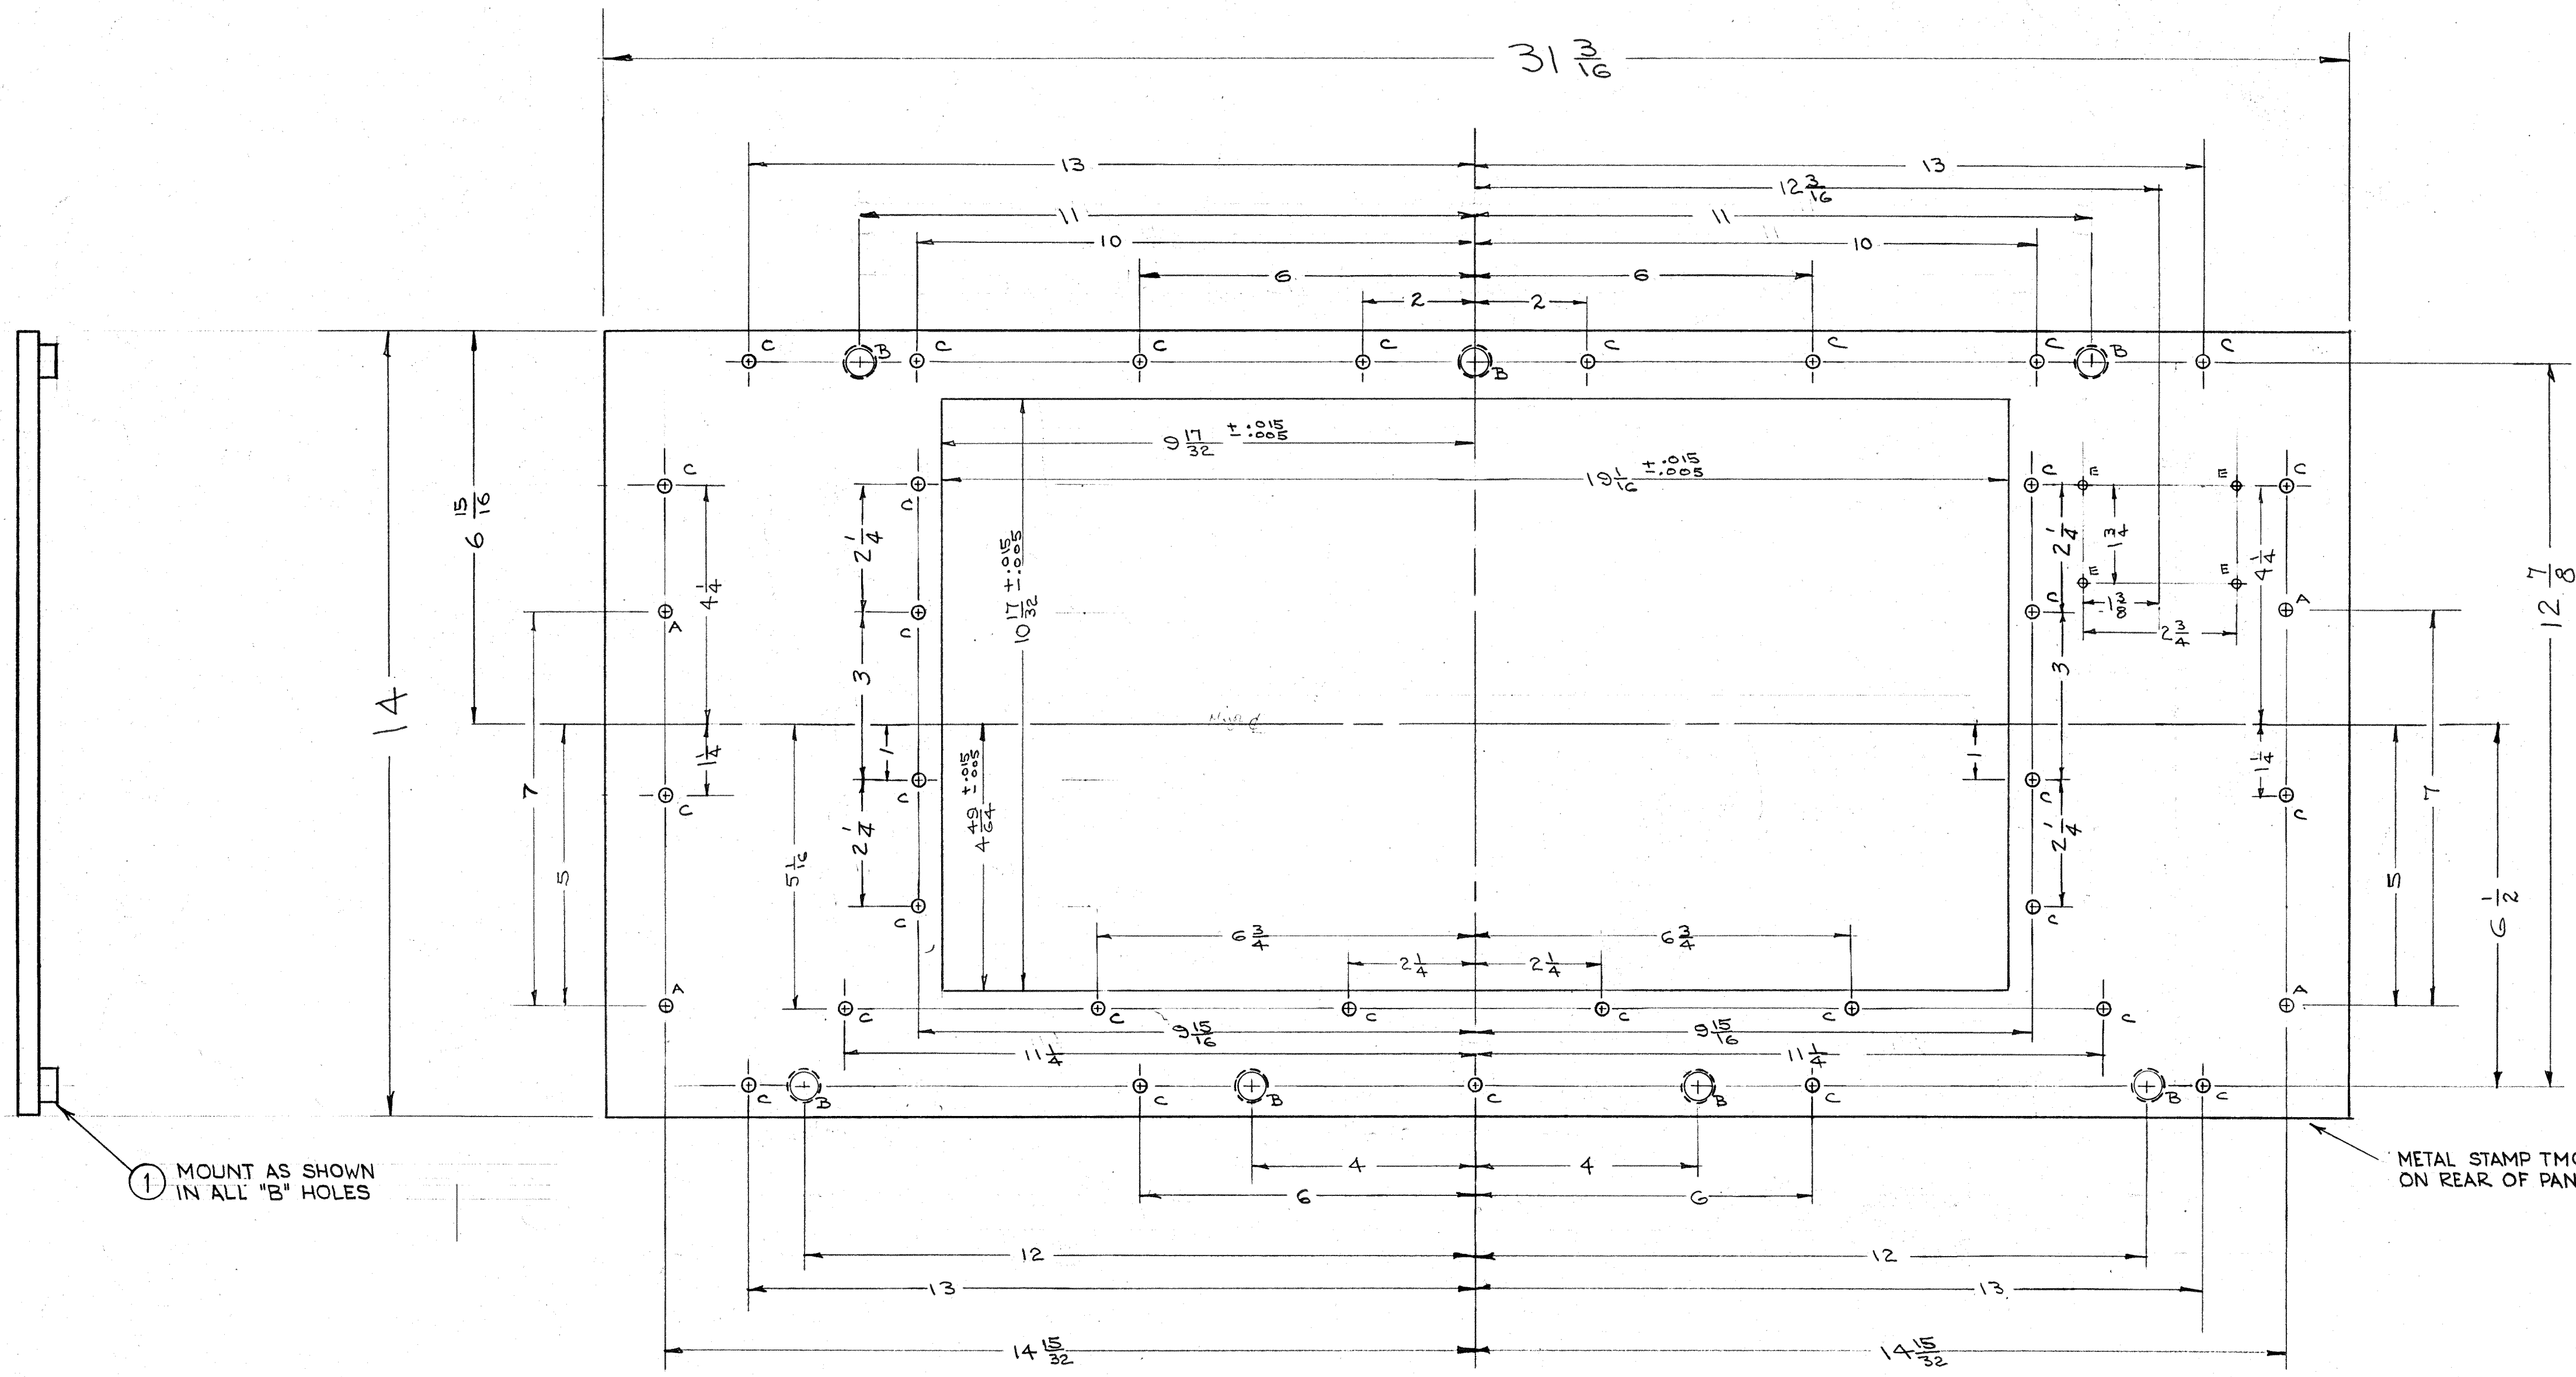 31 3/16
13
13
12 3/16
11
11
10
10
6
6
2
2
C
B
C
C
C
B
C
C
C
B
C
9 17/32 + .015 - .005
19 1/16 + .015 - .005
10 17/32 + .015 - .005
4 49/64 + .015 - .005
6 15/16
14
C
4 1/4
A
1 1/4
C
7
5
A
5 1/16
C
2 1/4
C
3
1
C
2 1/4
C
C
2 1/4
C
3
1
C
2 1/4
C
E
E
1 3/4
E
E
1 3/8
2 3/4
C
4 1/4
A
1 1/4
C
7
5
A
6 1/2
12 7/8
6 3/4
6 3/4
2 1/4
2 1/4
C
C
C
C
C
C
9 15/16
9 15/16
11 1/4
11 1/4
C
B
C
B
C
B
C
B
C
1 MOUNT AS SHOWN
IN ALL "B" HOLES
METAL STAMP
ON REAR OF
4
4
6
6
12
12
13
13
14 15/32
14 15/32